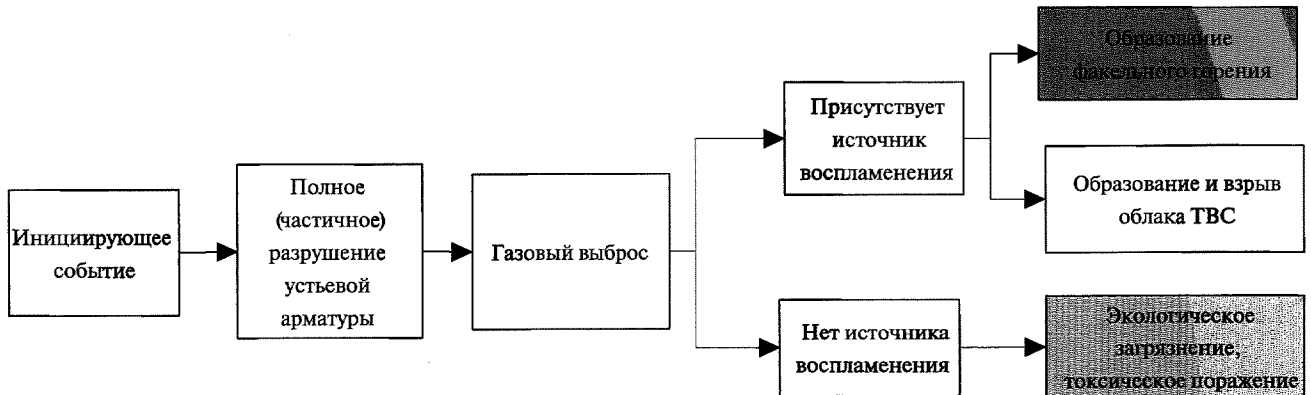 Инициирующее
событие
Полное
(частичное)
разрушение
устьевой
арматуры
Газовый выброс
Присутствует
источник
воспламенения
Нет источника
воспламенения
Образование
факельного горения
Образование и взрыв
облака ТВС
Экологическое
загрязнение,
токсическое поражение